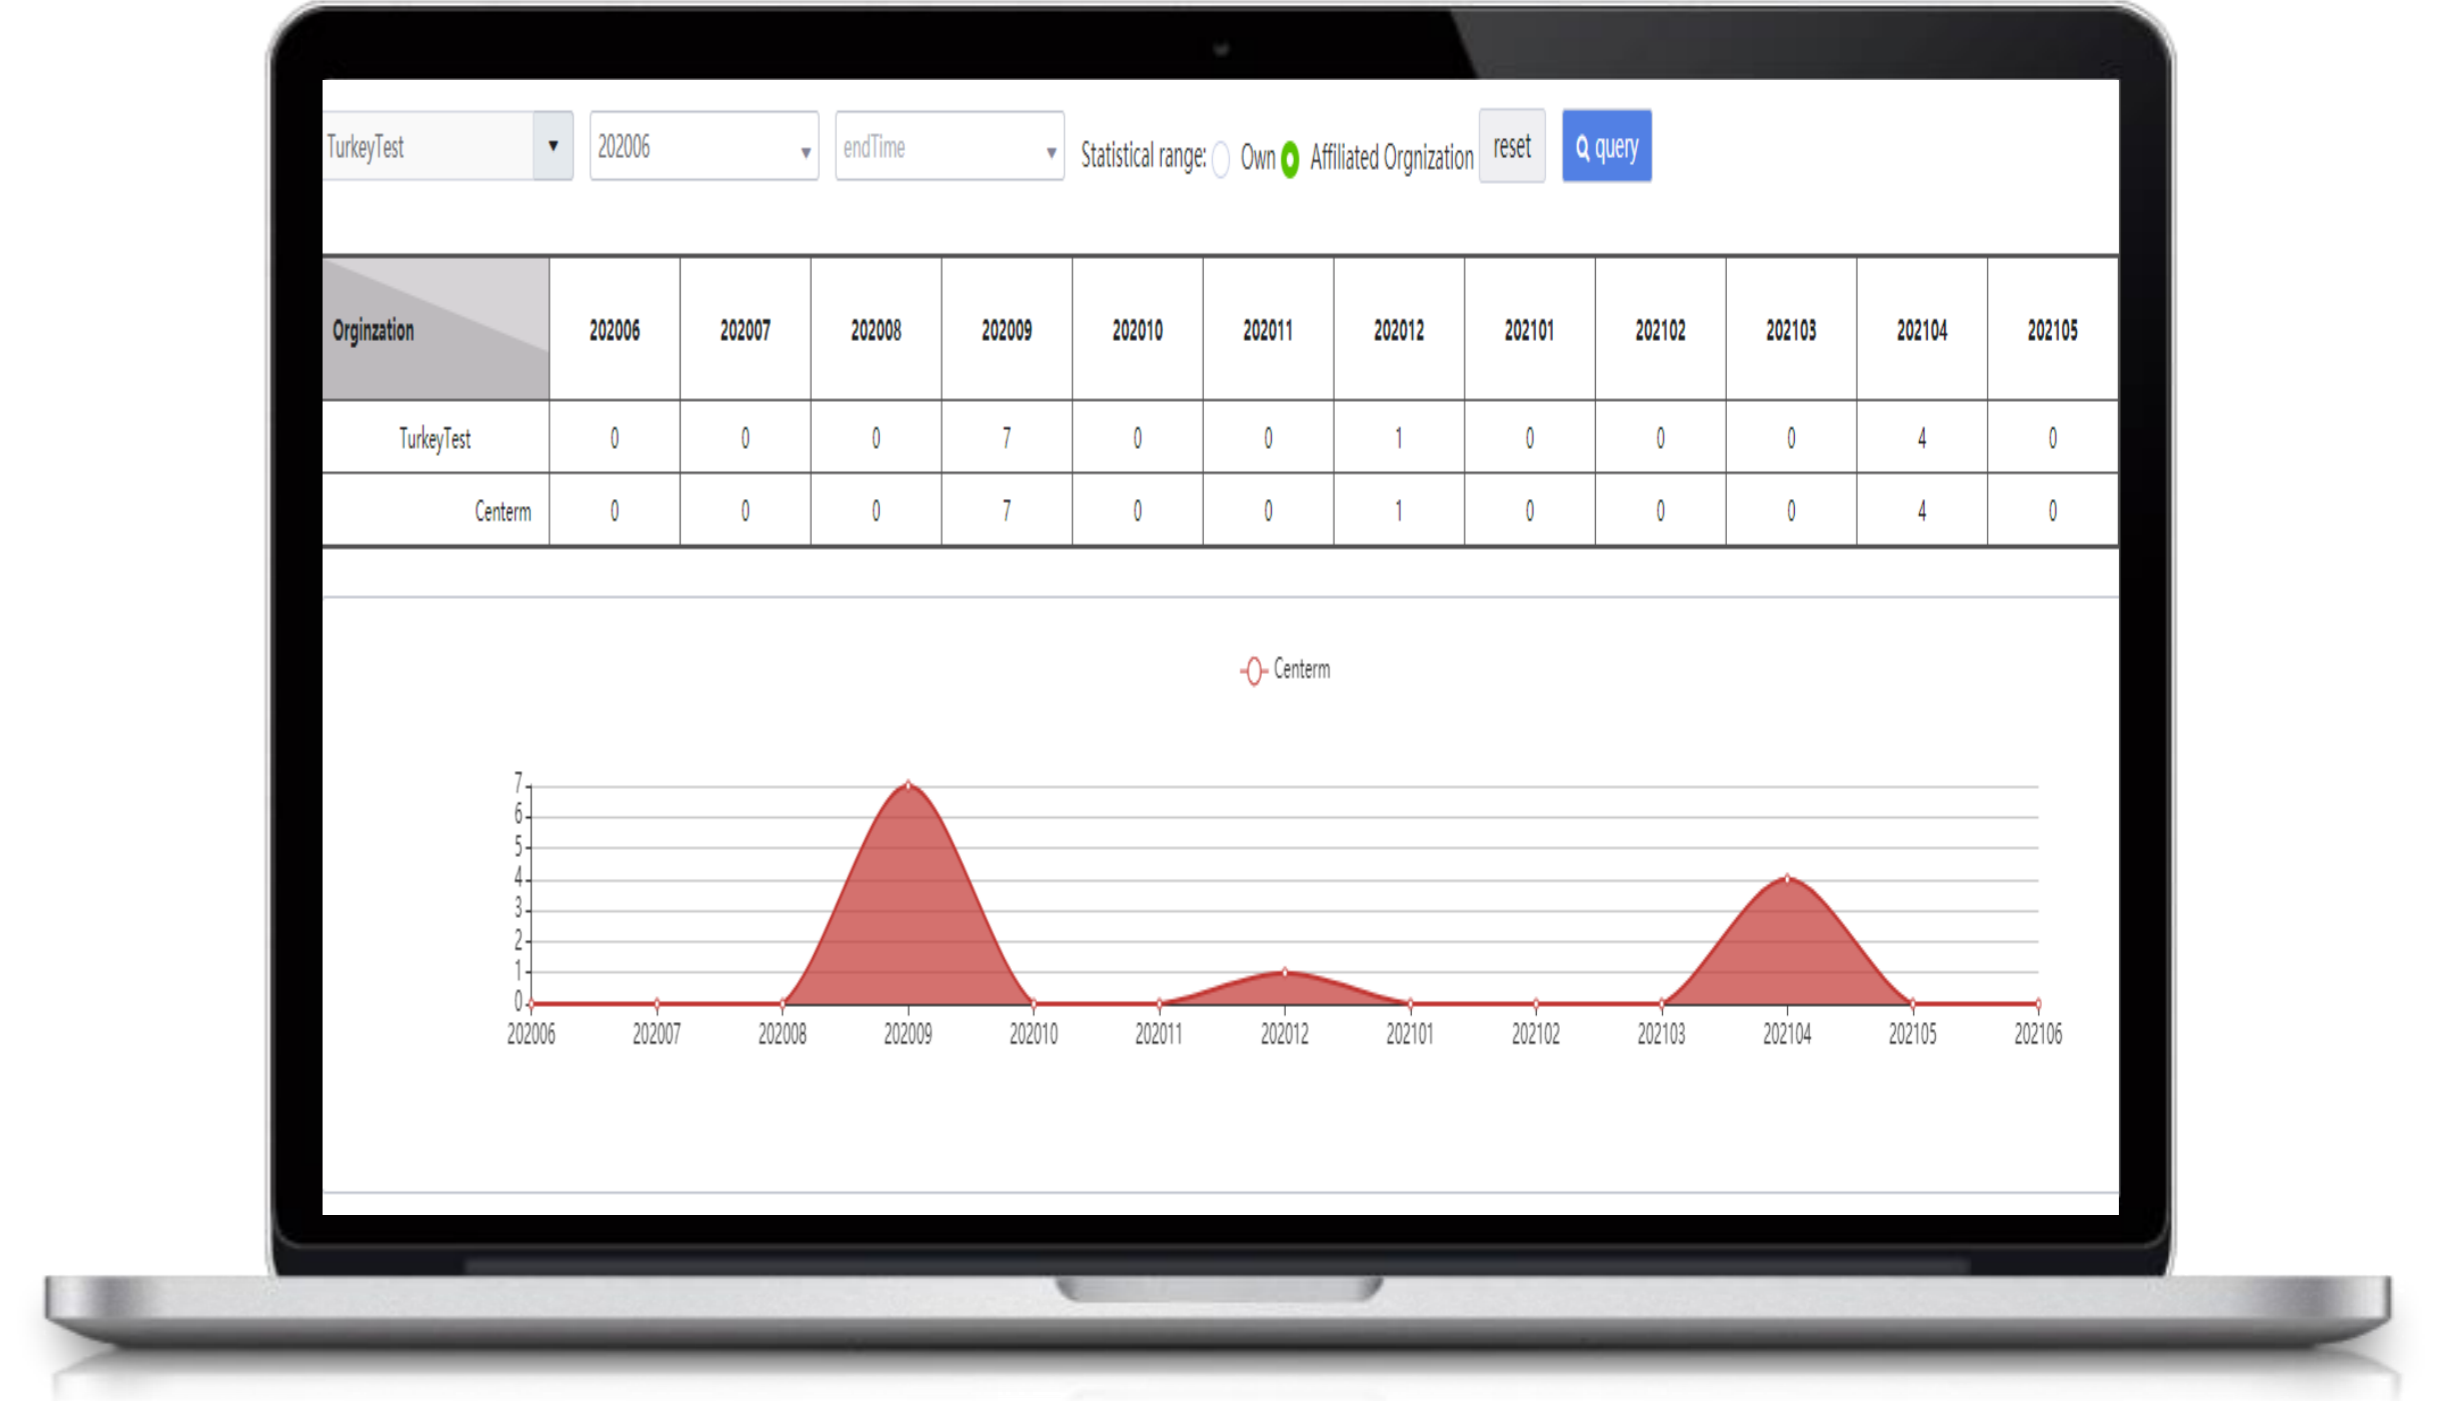 TurkeyTest 202006 endTime Statistical range: Own Affiliated Orgnization reset query
Orginzation 202006 202007 202008 202009 202010 202011 202012 202101 202102 202103 202104 202105
TurkeyTest 0 0 0 7 0 0 1 0 0 0 4 0
Centerm 0 0 0 7 0 0 1 0 0 0 4 0
Centerm
7
6
5
4
3
2
1
0
202006 202007 202008 202009 202010 202011 202012 202101 202102 202103 202104 202105 202106